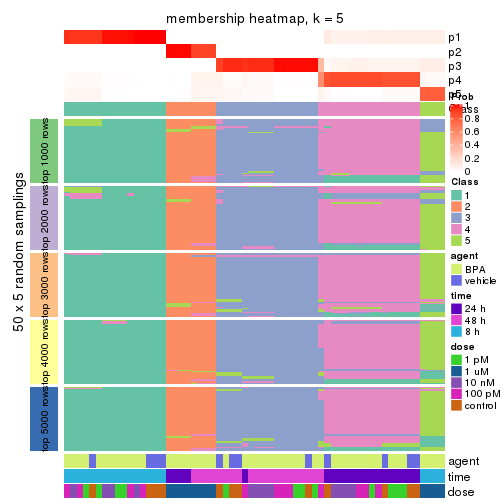 membership heatmap, k = 5
p1
p2
p3
p4
p5
Class
Prob
1
0.8
0.6
0.4
0.2
0
Class
1
2
3
4
5
agent
BPA
vehicle
time
24 h
48 h
8 h
dose
1 pM
1 uM
10 nM
100 pM
control
50 x 5 random samplings
top 1000 rows
top 2000 rows
top 3000 rows
top 4000 rows
top 5000 rows
agent
time
dose